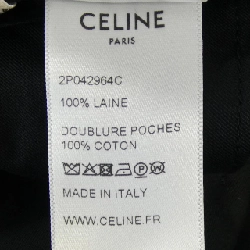 CELINE
PARIS
2P042964C
100% LAINE
DOUBLURE POCHES
100% COTON
MADE IN ITALY
WWW.CELINE.FR